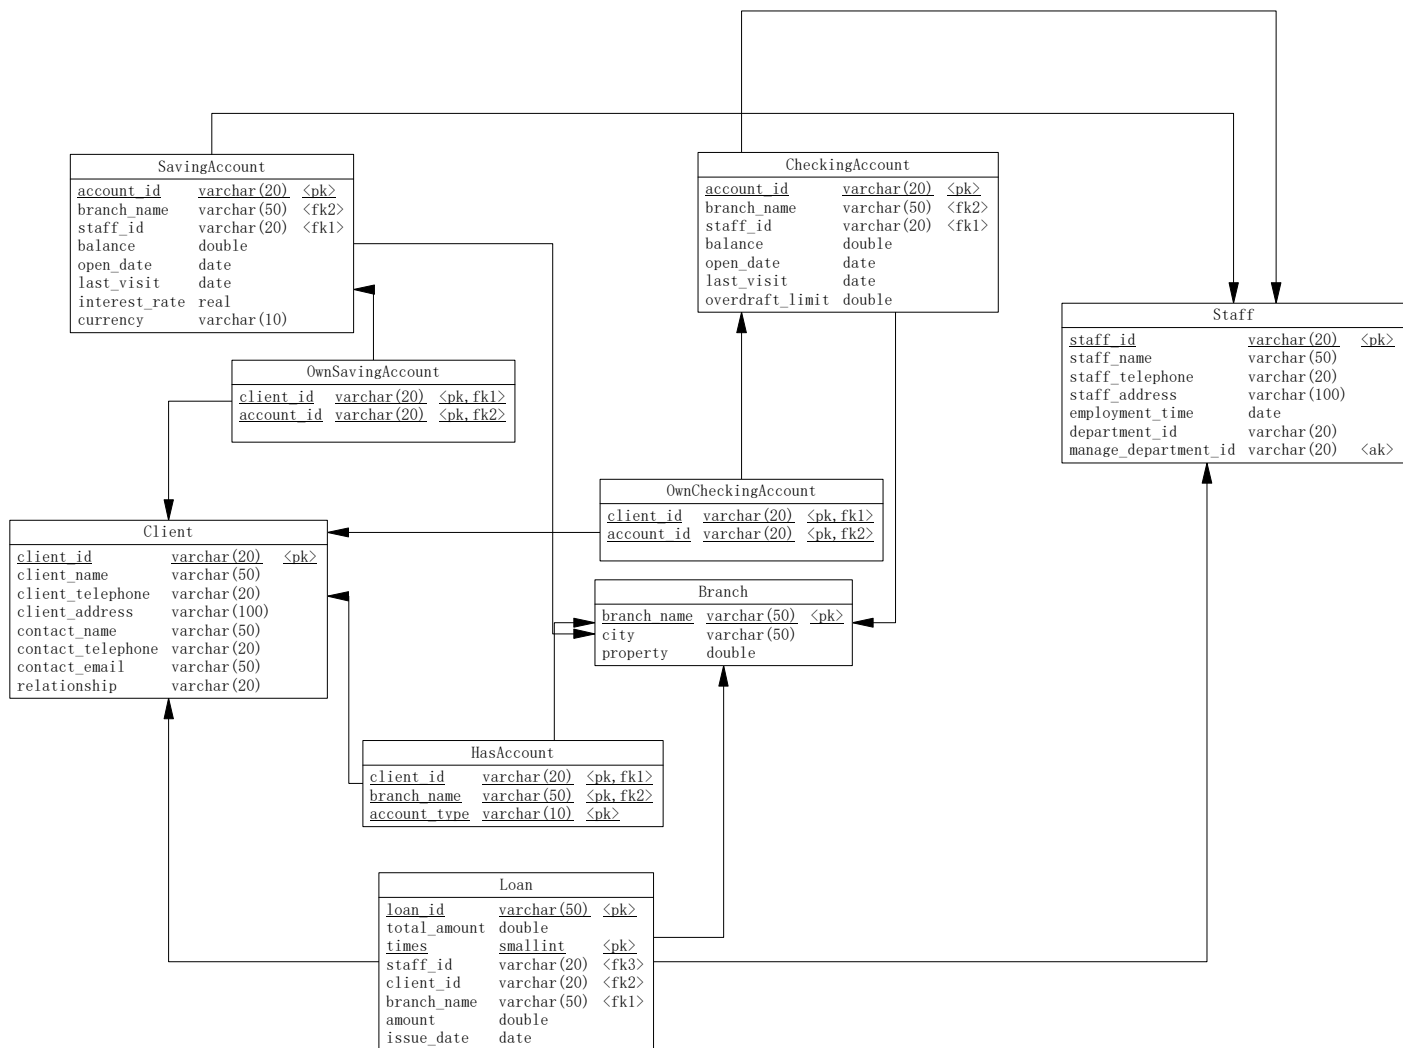 SavingAccount
account_id varchar(20) <pk>
branch_name varchar(50) <fk2>
staff_id varchar(20) <fk1>
balance double
open_date date
last_visit date
interest_rate real
currency varchar(10)
CheckingAccount
account_id varchar(20) <pk>
branch_name varchar(50) <fk2>
staff_id varchar(20) <fk1>
balance double
open_date date
last_visit date
overdraft_limit double
Staff
staff_id varchar(20) <pk>
staff_name varchar(50)
staff_telephone varchar(20)
staff_address varchar(100)
employment_time date
department_id varchar(20)
manage_department_id varchar(20) <ak>
OwnSavingAccount
client_id varchar(20) <pk,fk1>
account_id varchar(20) <pk,fk2>
OwnCheckingAccount
client_id varchar(20) <pk,fk1>
account_id varchar(20) <pk,fk2>
Client
client_id varchar(20) <pk>
client_name varchar(50)
client_telephone varchar(20)
client_address varchar(100)
contact_name varchar(50)
contact_telephone varchar(20)
contact_email varchar(50)
relationship varchar(20)
Branch
branch_name varchar(50) <pk>
city varchar(50)
property double
HasAccount
client_id varchar(20) <pk,fk1>
branch_name varchar(50) <pk,fk2>
account_type varchar(10) <pk>
Loan
loan_id varchar(50) <pk>
total_amount double
times smallint <pk>
staff_id varchar(20) <fk3>
client_id varchar(20) <fk2>
branch_name varchar(50) <fk1>
amount double
issue_date date